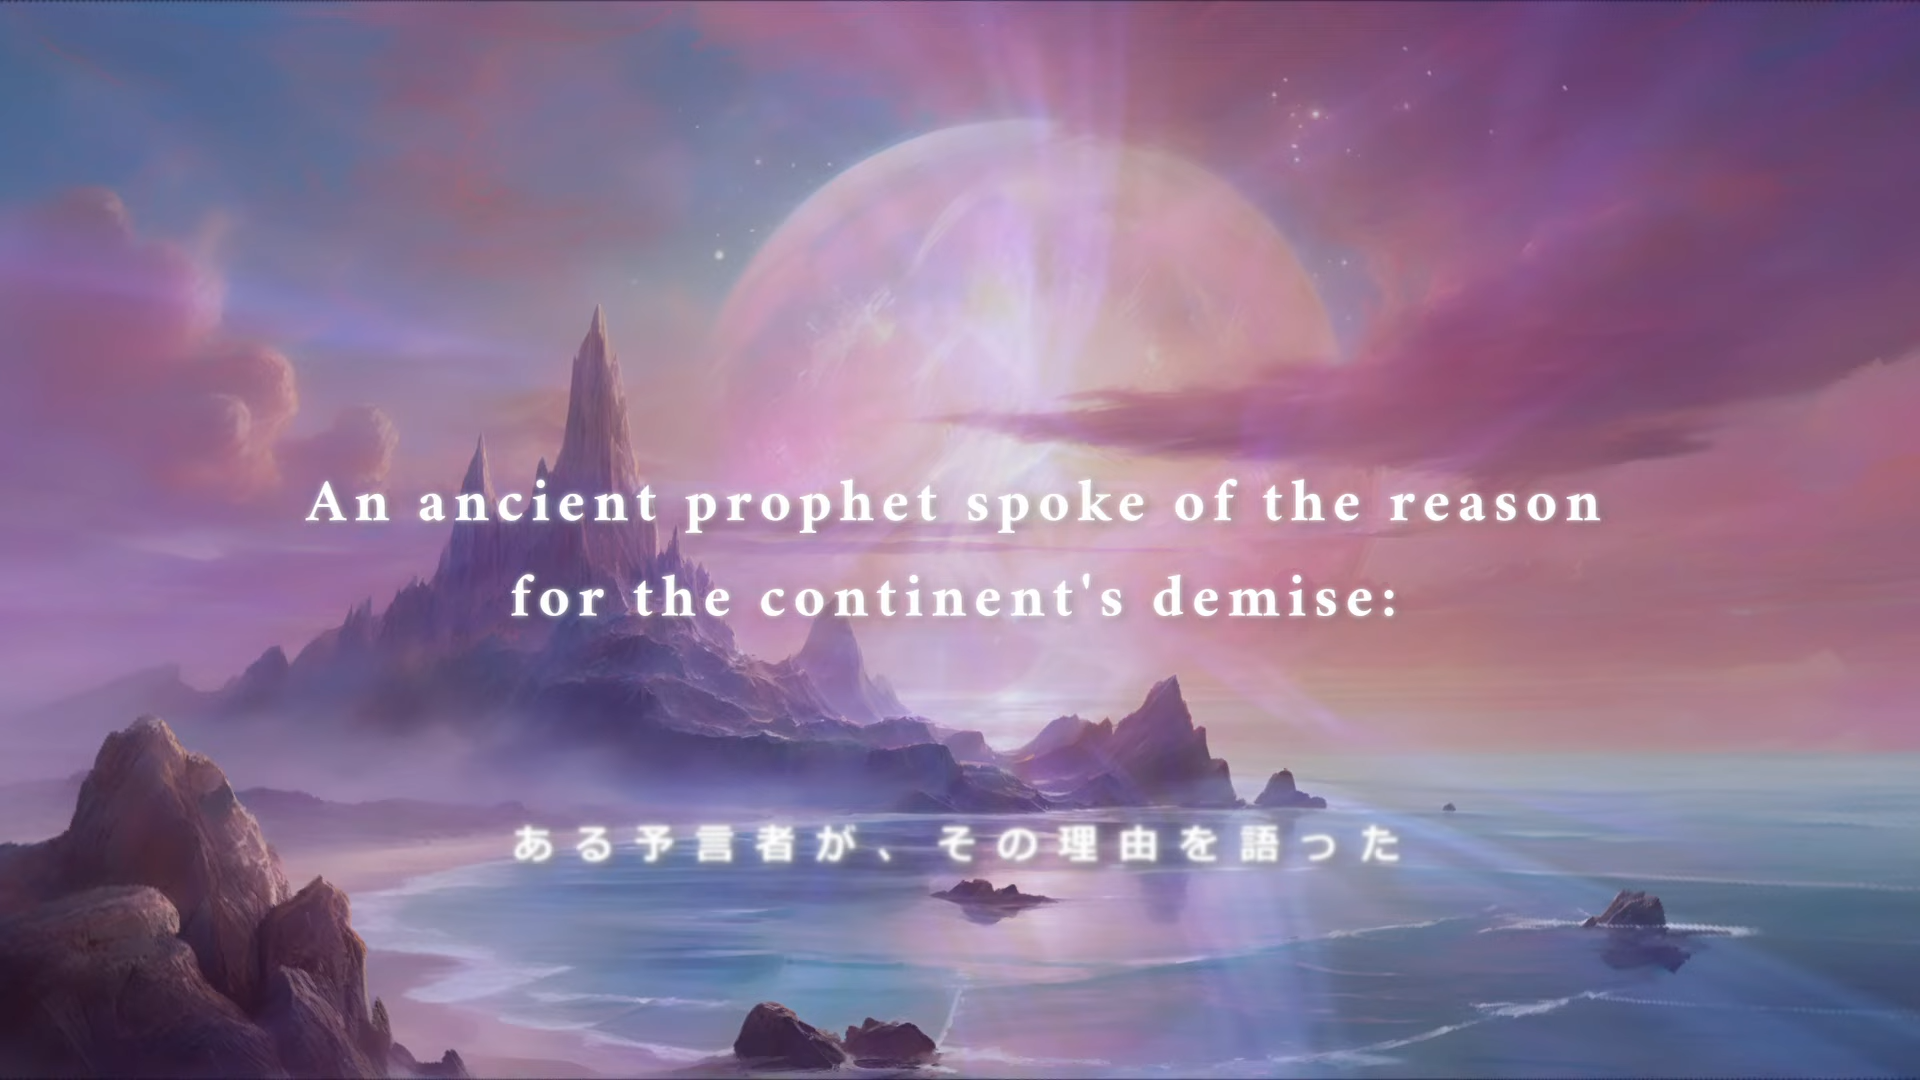 An ancient prophet spoke of the reason
for the continent's demise:
ある予言者が、その理由を語った